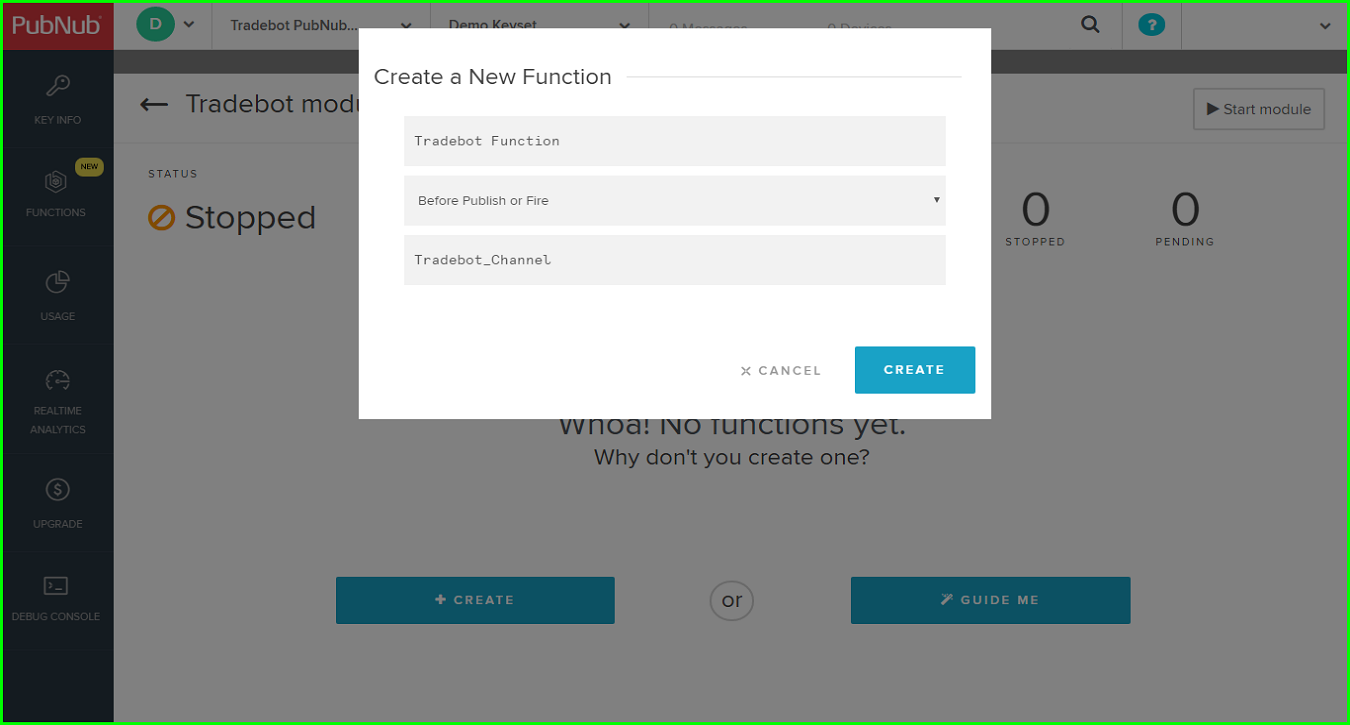 PubNub
D
Tradebot PubNub...
Demo Keyset
0 Messages
0 Devices
?
KEY INFO
NEW
FUNCTIONS
USAGE
REALTIME
ANALYTICS
$
UPGRADE
DEBUG CONSOLE
Tradebot modu
Start module
STATUS
Stopped
0
STOPPED
0
PENDING
Create a New Function
Tradebot Function
Before Publish or Fire
Tradebot_Channel
CANCEL
CREATE
Whoa! No functions yet.
Why don't you create one?
CREATE
or
GUIDE ME